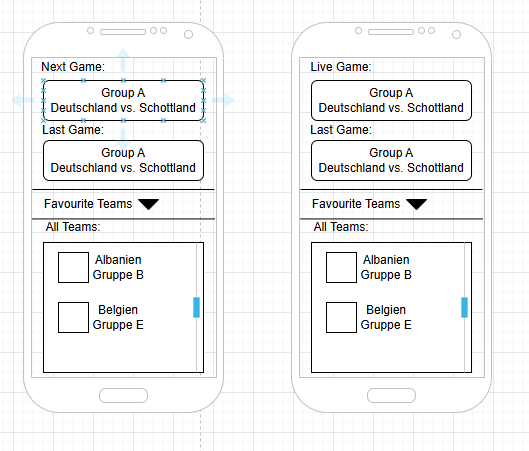 Next Game:
Group A
Deutschland vs. Schottland
Last Game:
Group A
Deutschland vs. Schottland
Favourite Teams
All Teams:
Albanien
Gruppe B
Belgien
Gruppe E
Live Game:
Group A
Deutschland vs. Schottland
Last Game:
Group A
Deutschland vs. Schottland
Favourite Teams
All Teams:
Albanien
Gruppe B
Belgien
Gruppe E